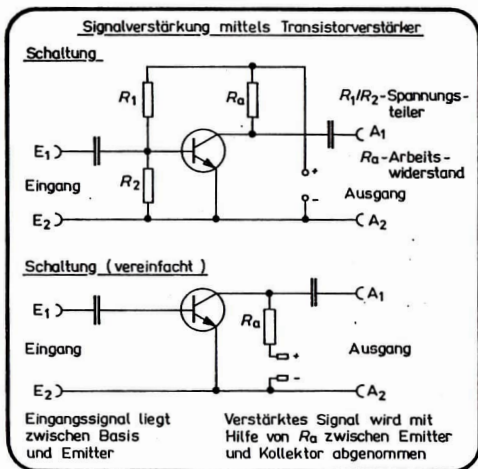 Signalverstärkung mittels Transistorverstärker
Schaltung
R1
Ra
R1/R2-Spannungs-
teiler
E1
A1
Ra-Arbeits-
widerstand
Eingang
R2
+
-
Ausgang
E2
A2
Schaltung (vereinfacht)
E1
A1
Ra
Eingang
+
Ausgang
-
E2
A2
Eingangssignal liegt
zwischen Basis
und Emitter
Verstärktes Signal wird mit
Hilfe von Ra zwischen Emitter
und Kollektor abgenommen